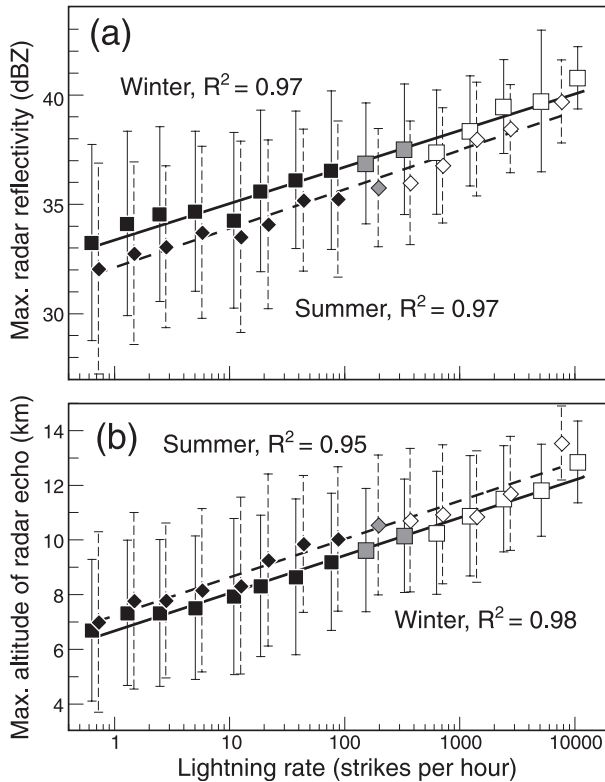 (a)
Winter, R² = 0.97
Summer, R² = 0.97
Max. radar reflectivity (dBZ)
40
35
30
(b)
Summer, R² = 0.95
Winter, R² = 0.98
Max. altitude of radar echo (km)
14
12
10
8
6
4
1 10 100 1000 10000
Lightning rate (strikes per hour)